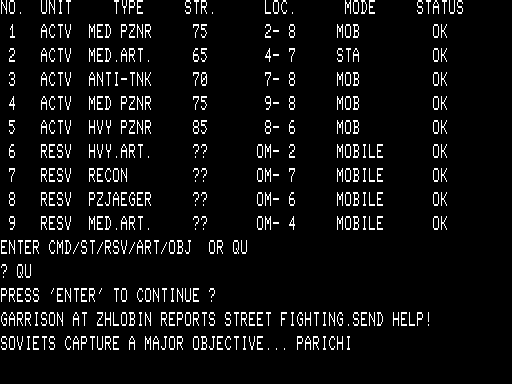 NO. UNIT TYPE STR. LOC. MODE STATUS
1 ACTV MED PZNR 75 2- 8 MOB OK
2 ACTV MED.ART. 65 4- 7 STA OK
3 ACTV ANTI-TNK 70 7- 8 MOB OK
4 ACTV MED PZNR 75 9- 8 MOB OK
5 ACTV HVY PZNR 85 8- 6 MOB OK
6 RESV HVY.ART. ?? OM- 2 MOBILE OK
7 RESV RECON ?? OM- 7 MOBILE OK
8 RESV PZJAEGER ?? OM- 6 MOBILE OK
9 RESV MED.ART. ?? OM- 4 MOBILE OK
ENTER CMD/ST/RSV/ART/OBJ OR QU
? QU
PRESS 'ENTER' TO CONTINUE ?
GARRISON AT ZHLOBIN REPORTS STREET FIGHTING.SEND HELP!
SOVIETS CAPTURE A MAJOR OBJECTIVE... PARICHI